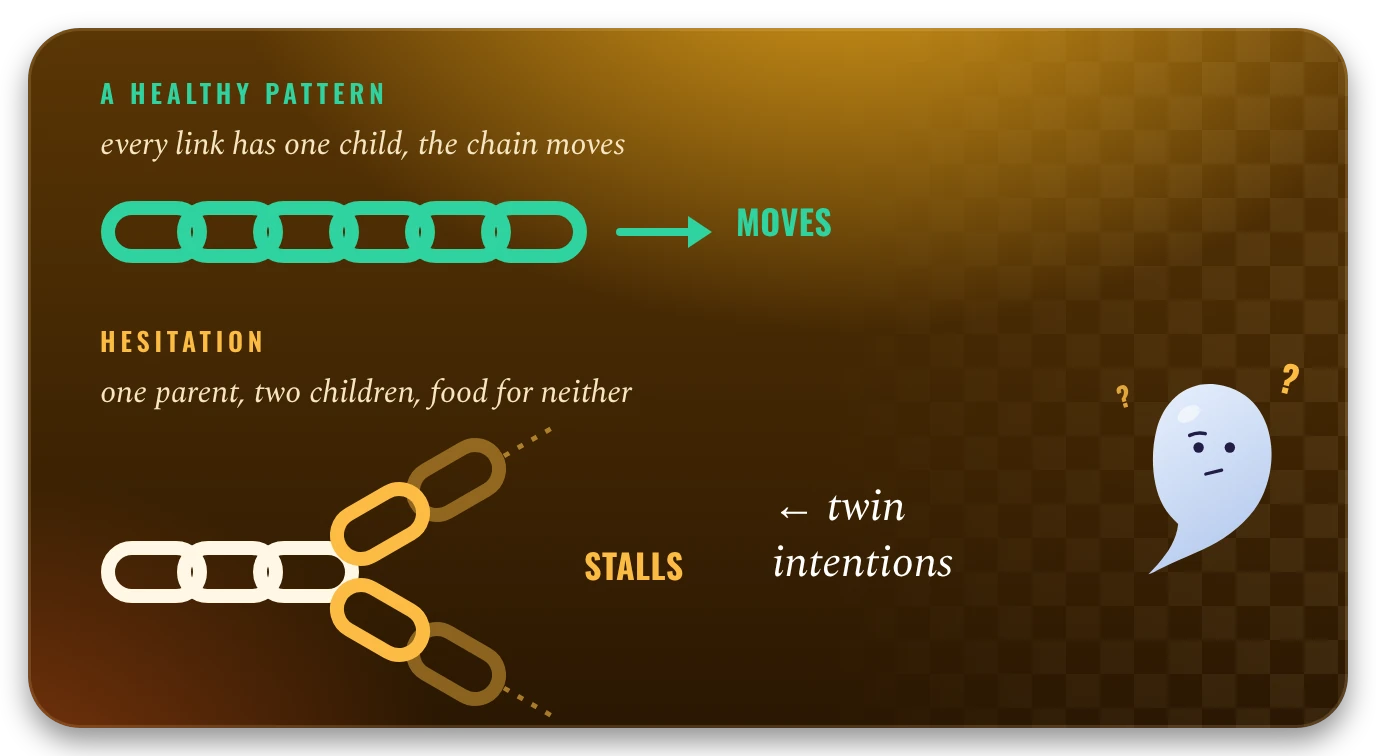 A HEALTHY PATTERN
every link has one child, the chain moves
MOVES
HESITATION
one parent, two children, food for neither
? ?
← twin
intentions
STALLS